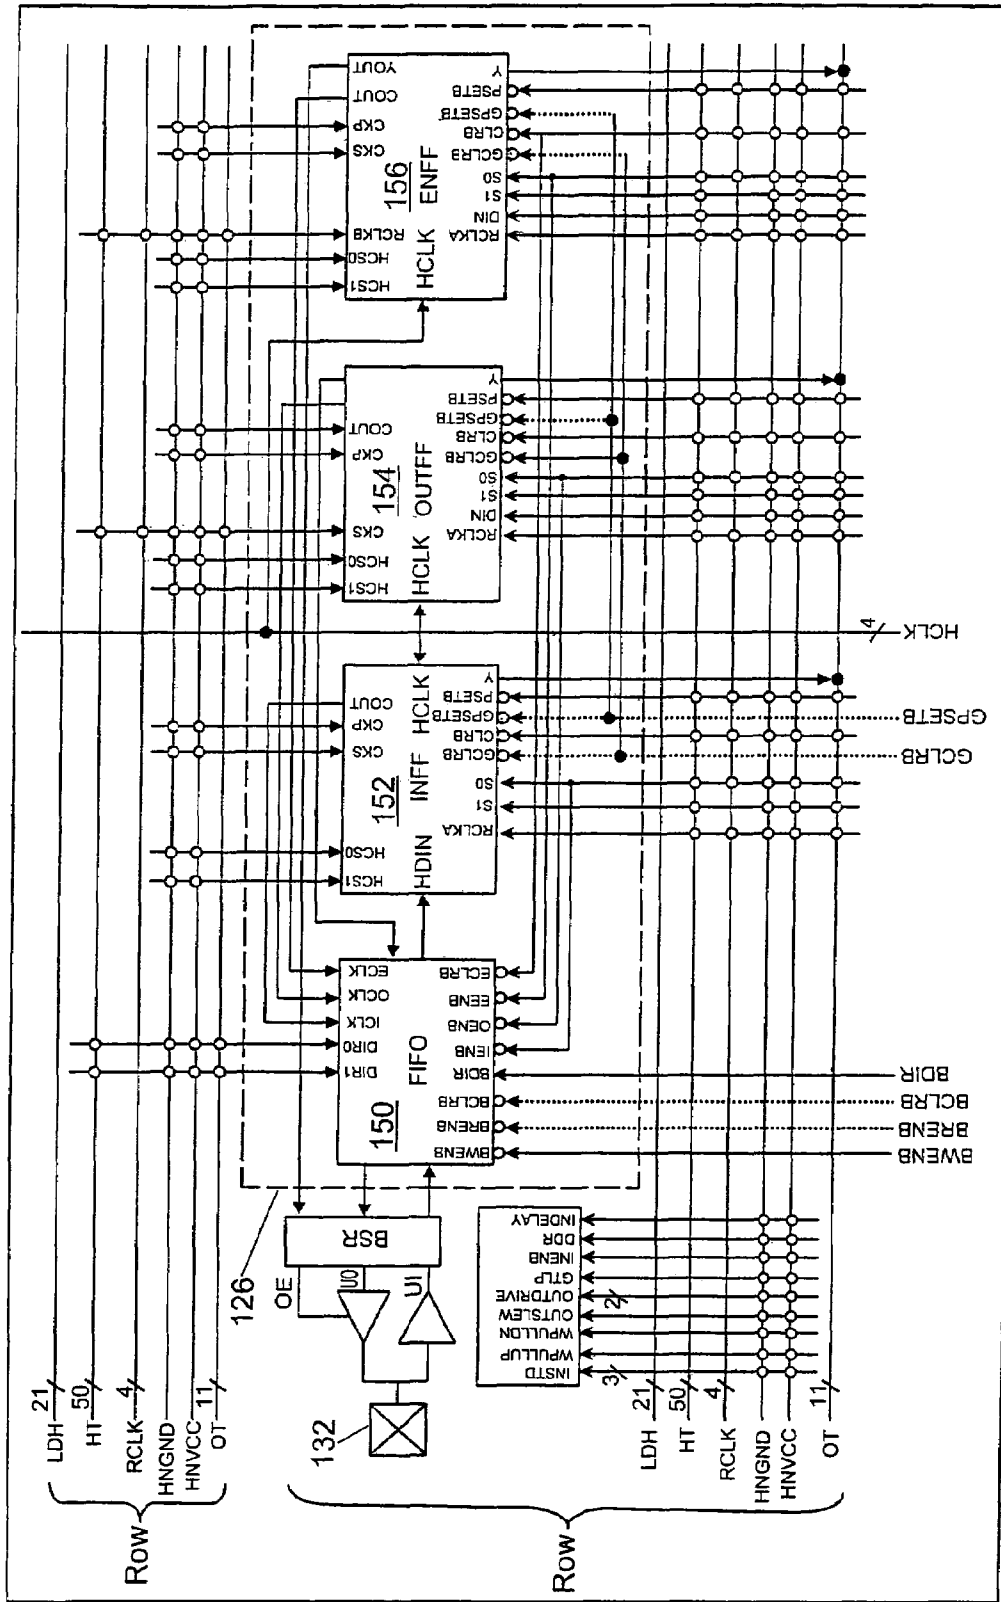 Row
LDH 21
HT 50
RCLK 4
HNGND
HNVCC
OT 11
126
132
OE
UO
UI
BSR
DIR1
DIR0
ICLK
OCLK
ECLK
150
FIFO
BWENB
BRENB
BCLRB
BDIR
IENB
OENB
EENB
ECLRB
HCS1
HCS0
CKS
CKP
COUT
152
HDIN
INFF
HCLK
RCLKA
S1
S0
GCLRB
CLRB
GPSETB
PSETB
Y
HCS1
HCS0
CKS
CKP
COUT
154
HCLK
OUTFF
RCLKA
DIN
S1
S0
GCLRB
CLRB
GPSETB
PSETB
Y
HCS1
HCS0
RCLKB
CKS
CKP
COUT
YOUT
156
HCLK
ENFF
RCLKA
DIN
S1
S0
GCLRB
CLRB
GPSETB
PSETB
Y
INSTD
WPULLUP
WPULLDN
OUTSLEW
OUTDRIVE
GTLP
INENB
DDR
INDELAY
3
2
Row
LDH 21
HT 50
RCLK 4
HNGND
HNVCC
OT 11
BWENB
BRENB
BCLRB
BDIR
GCLRB
GPSETB
HCLK
4